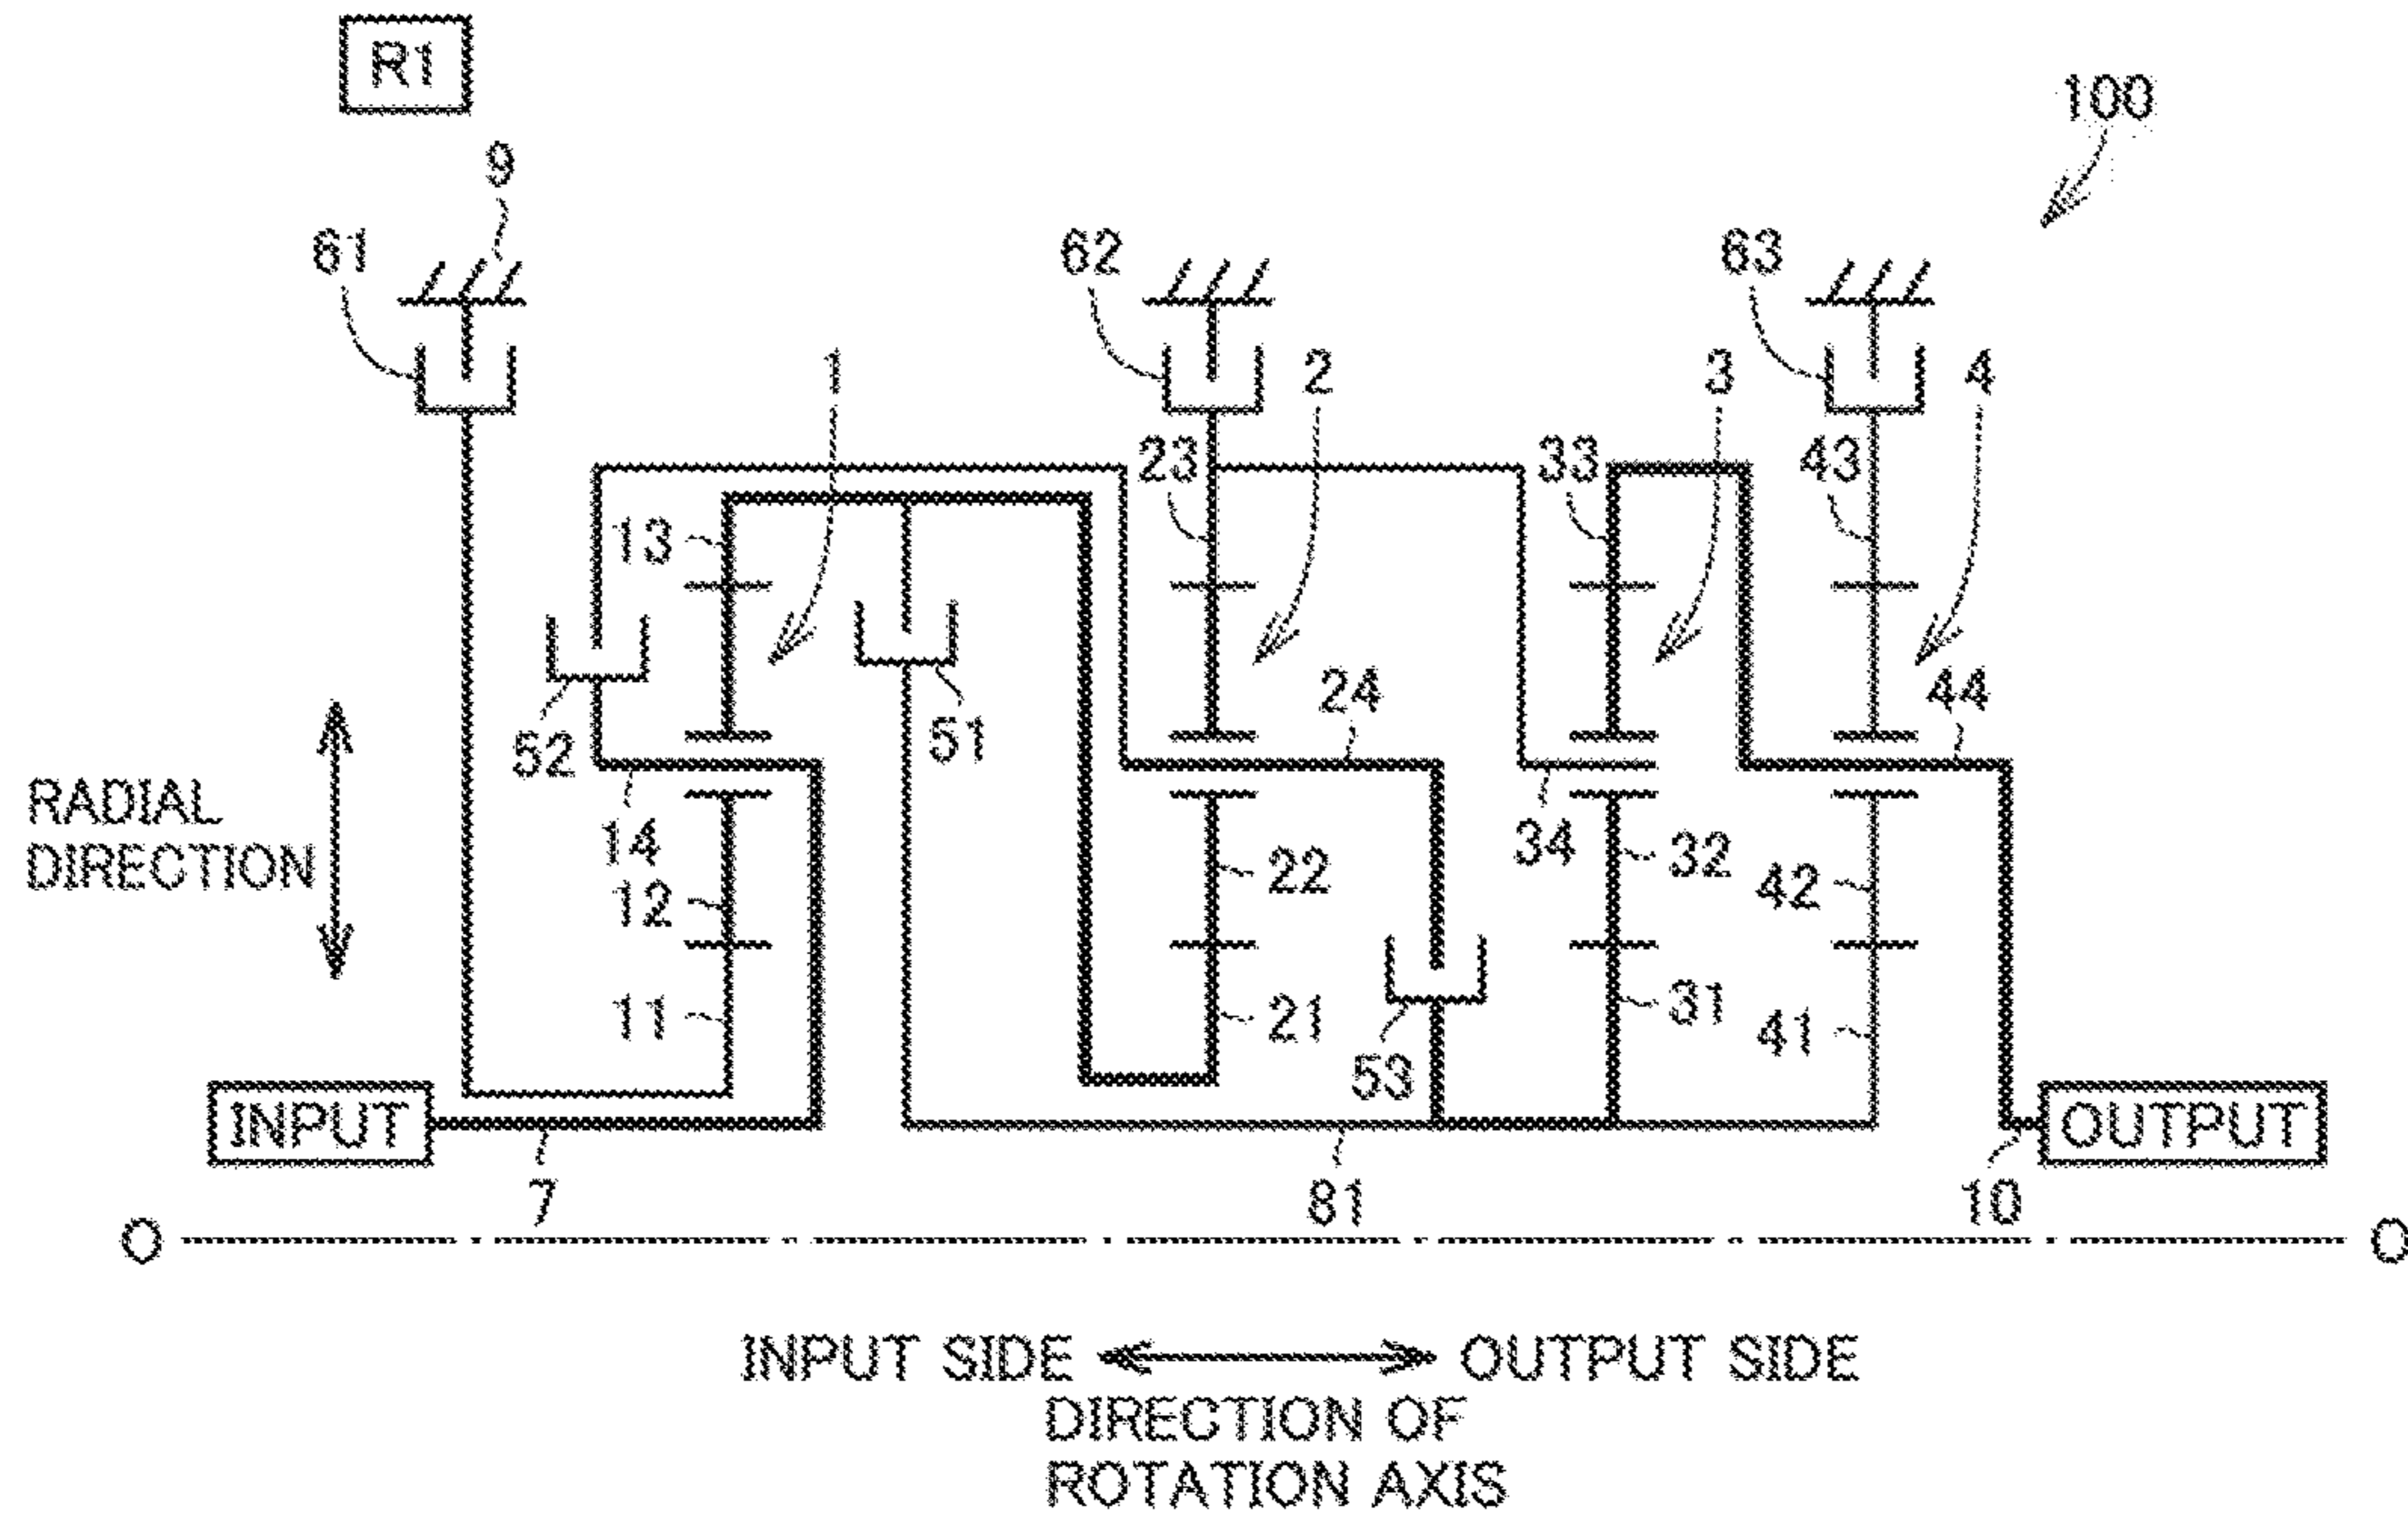 R1
100
9
61
62
63
1
2
3
4
23
33
43
13
24
44
52
51
14
34
32
12
22
42
11
21
31
41
53
RADIAL
DIRECTION
INPUT
OUTPUT
7
81
10
O
O
INPUT SIDE
OUTPUT SIDE
DIRECTION OF
ROTATION AXIS